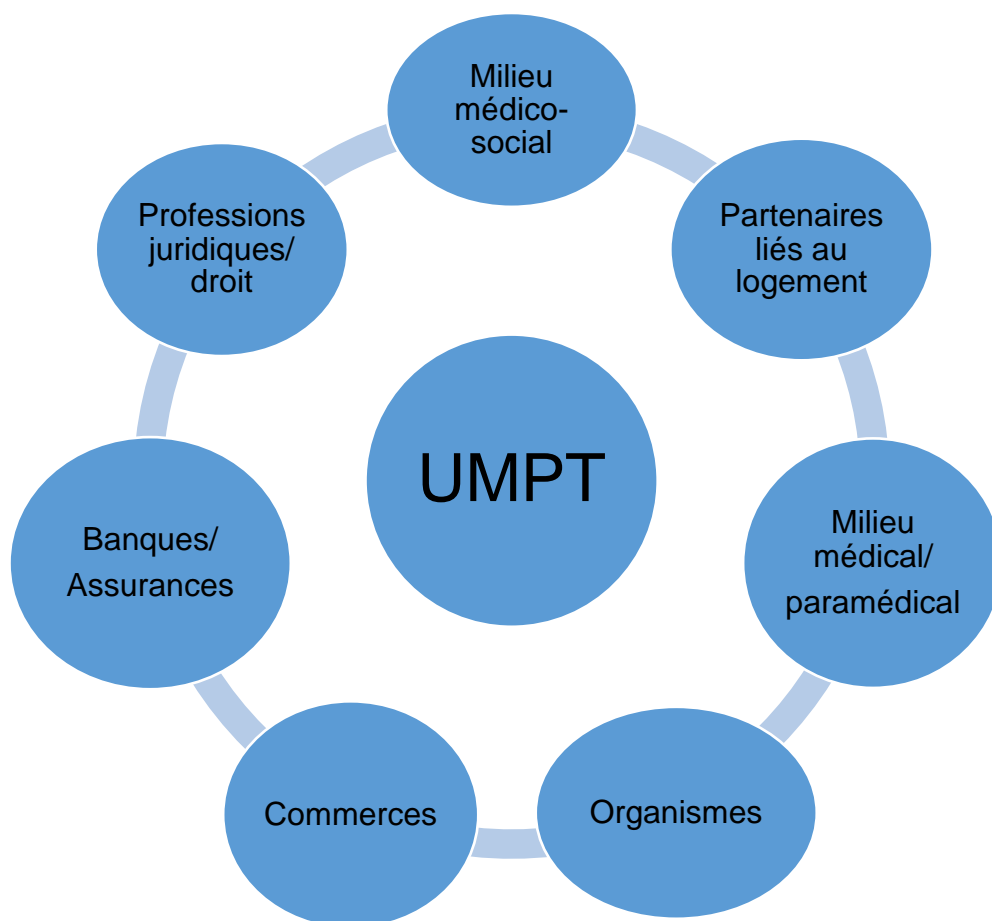 Milieu
médico-
social
Partenaires
liés au
logement
Milieu
médical/
paramédical
Organismes
Commerces
Banques/
Assurances
Professions
juridiques/
droit
UMPT